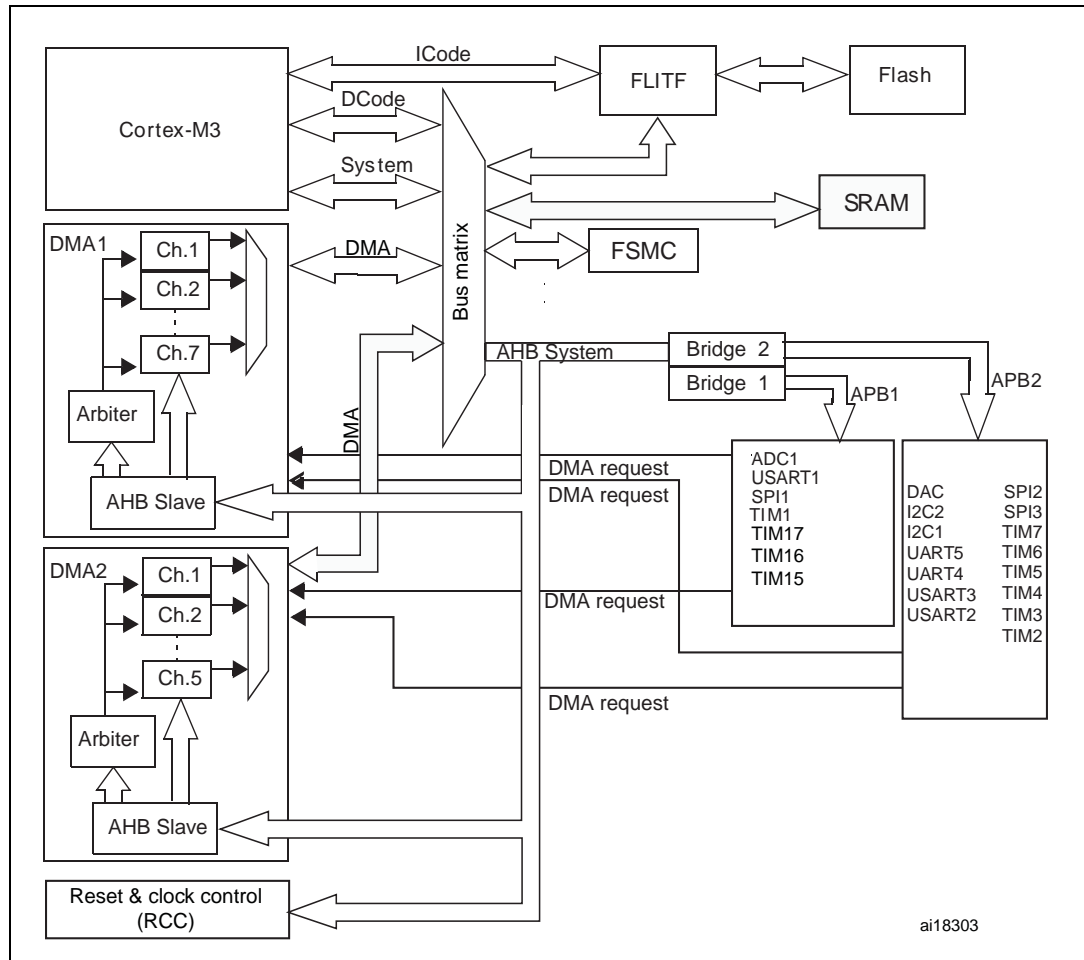 ICode
FLITF
Flash
DCode
Cortex-M3
System
SRAM
DMA1
Ch.1
DMA
FSMC
Ch.2
Bus matrix
Ch.7
AHB System
Bridge 2
Bridge 1
APB1
APB2
Arbiter
DMA
ADC1
USART1
SPI1
TIM1
TIM17
TIM16
TIM15
DMA request
DMA request
AHB Slave
DAC
I2C2
I2C1
UART5
UART4
USART3
USART2
SPI2
SPI3
TIM7
TIM6
TIM5
TIM4
TIM3
TIM2
DMA2
Ch.1
Ch.2
DMA request
Ch.5
DMA request
Arbiter
AHB Slave
Reset & clock control
(RCC)
ai18303